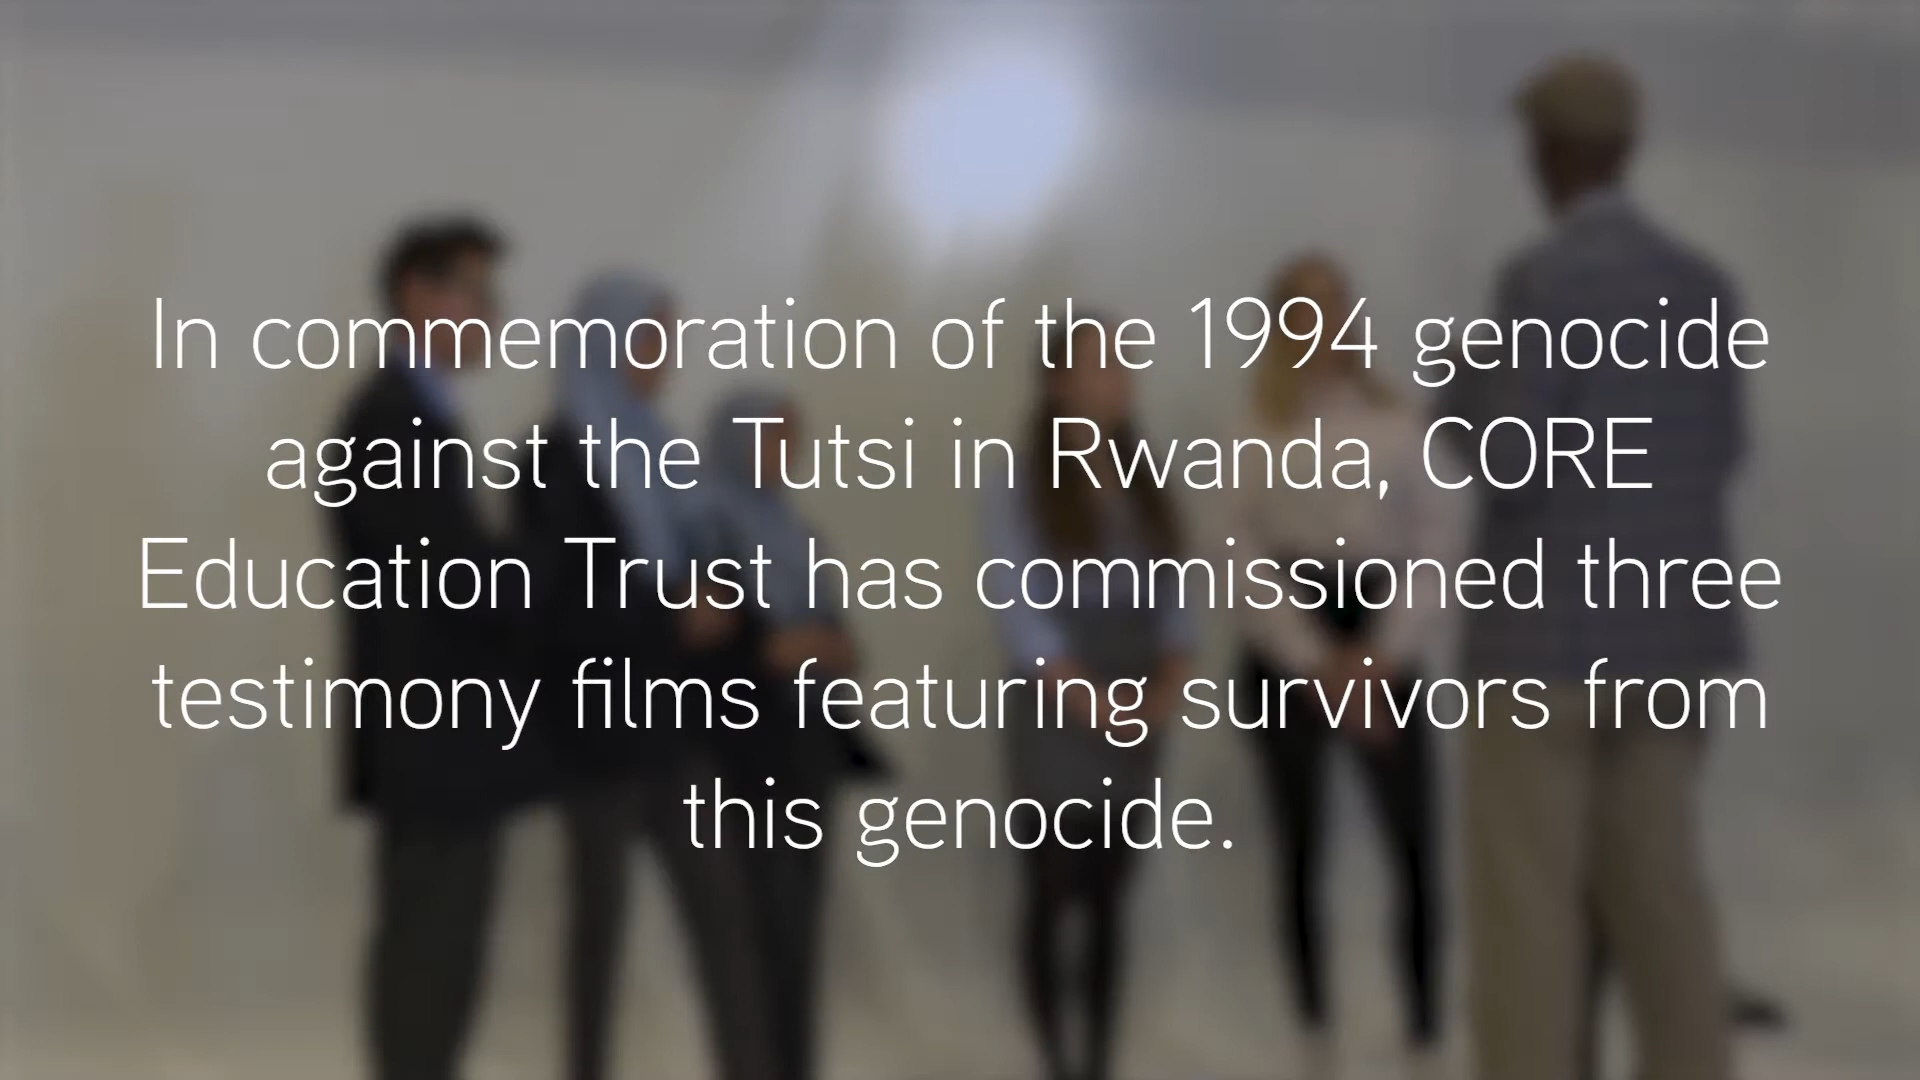 In commemoration of the 1994 genocide
against the Tutsi in Rwanda, CORE
Education Trust has commissioned three
testimony films featuring survivors from
this genocide.